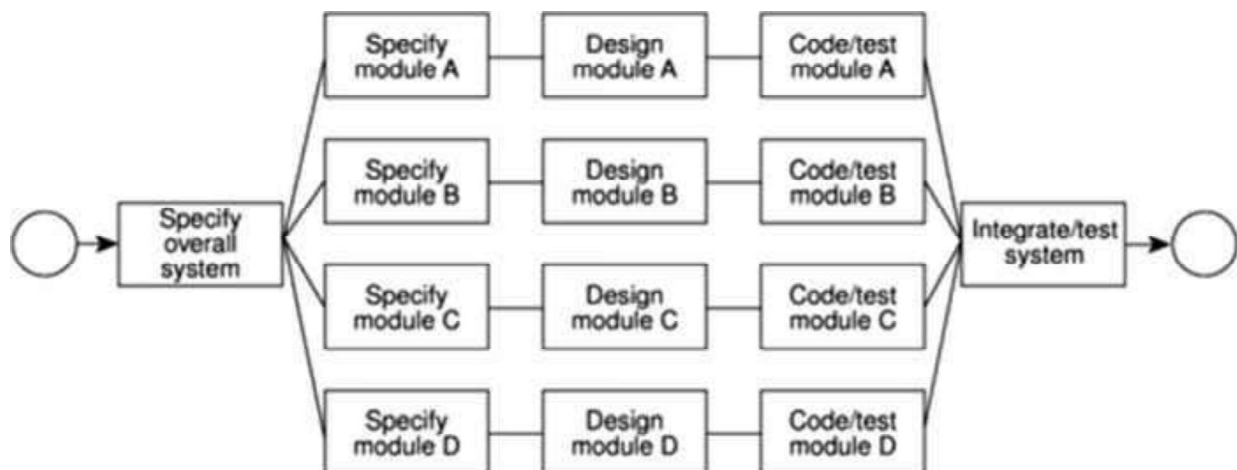 Specify
module A
Design
module A
Code/test
module A
Specify
module B
Design
module B
Code/test
module B
Specify
overall
system
Integrate/test
system
Specify
module C
Design
module C
Code/test
module C
Specify
module D
Design
module D
Code/test
module D